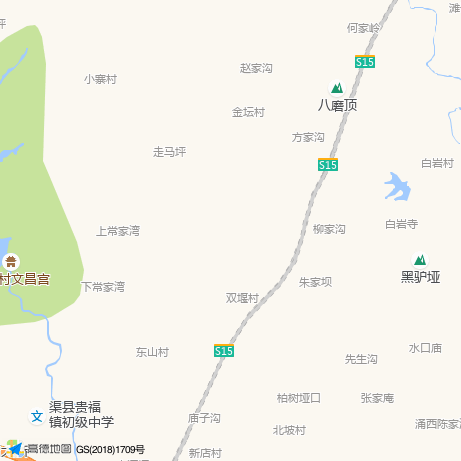 滩
何家岭
赵家沟
S15
小寨村
八磨顶
金坛村
方家沟
走马坪
S15
白岩村
上常家湾
柳家沟
白岩寺
村文昌宫
黑驴垭
下常家湾
朱家坝
双堰村
东山村
S15
水口庙
先生沟
柏树垭口
张家庵
渠县贵福
镇初级中学
文
庙子沟
北坡村
涌西陈家
高德地图 GS(2018)1709号
新店村